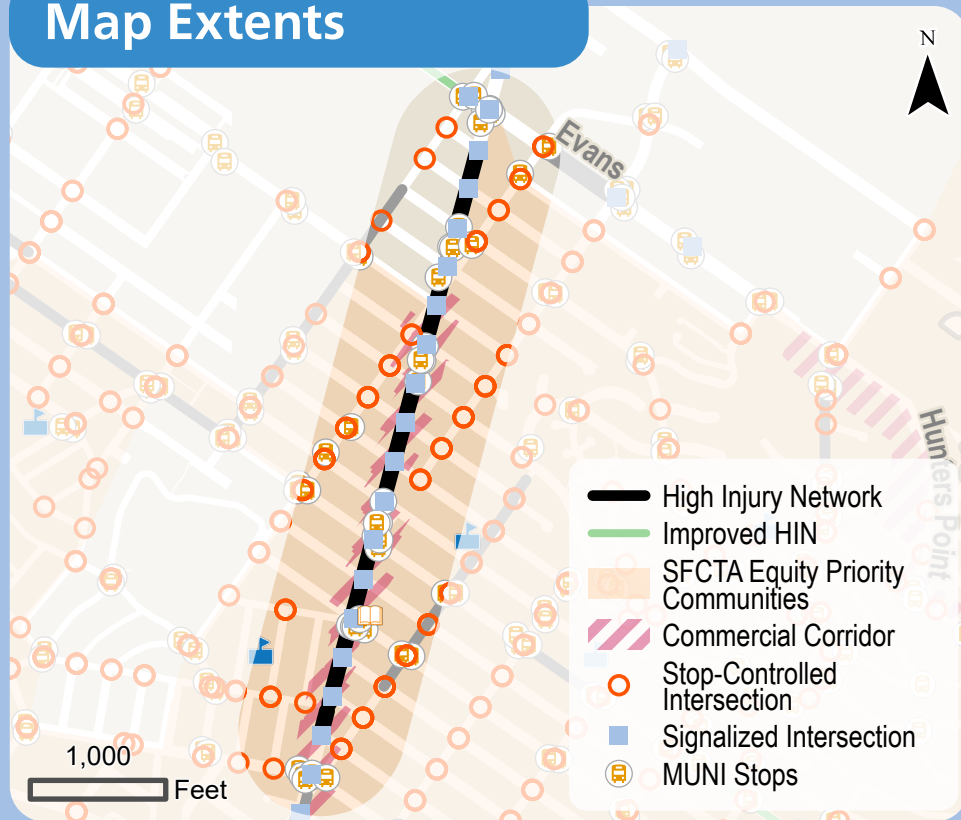 Map Extents
N
Evans
Hunters Point
High Injury Network
Improved HIN
SFCTA Equity Priority
Communities
Commercial Corridor
Stop-Controlled
Intersection
Signalized Intersection
MUNI Stops
1,000
Feet